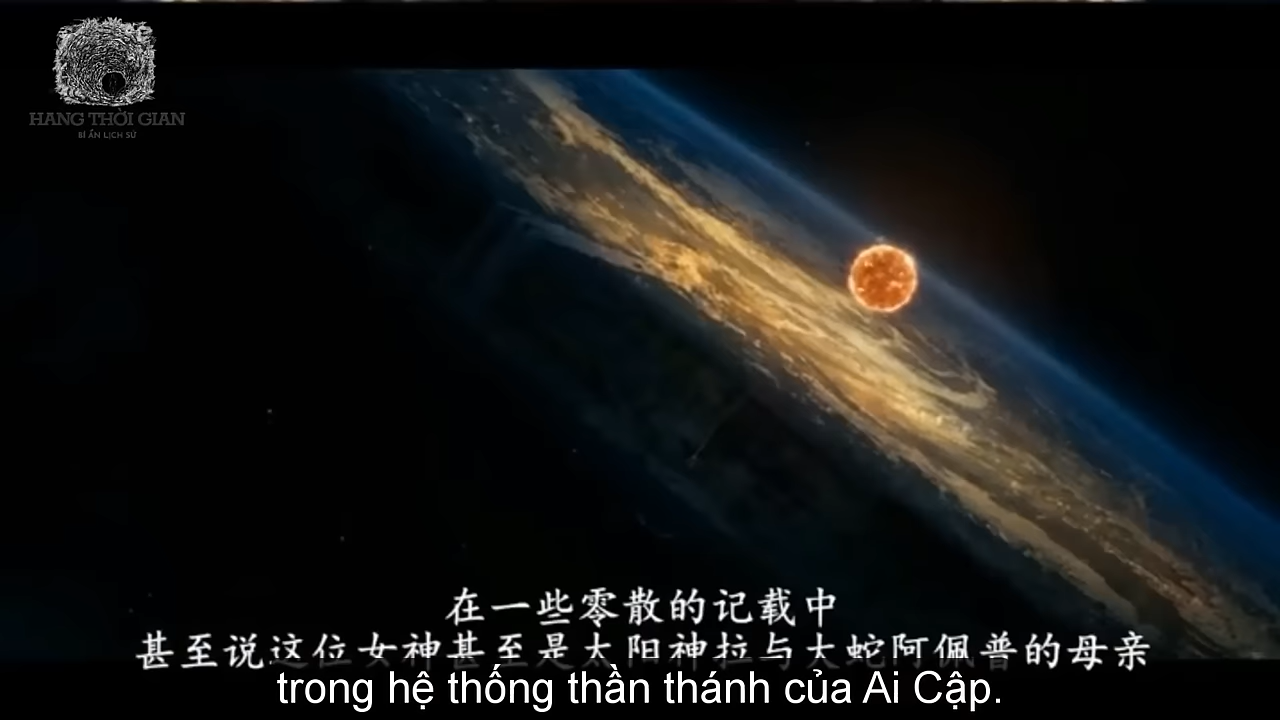 HANG THỜI GIAN
BÍ ẨN LỊCH SỬ
在一些零散的记载中
甚至说这位女神甚至是太阳神拉与大蛇阿佩普的母亲
trong hệ thống thần thánh của Ai Cập.